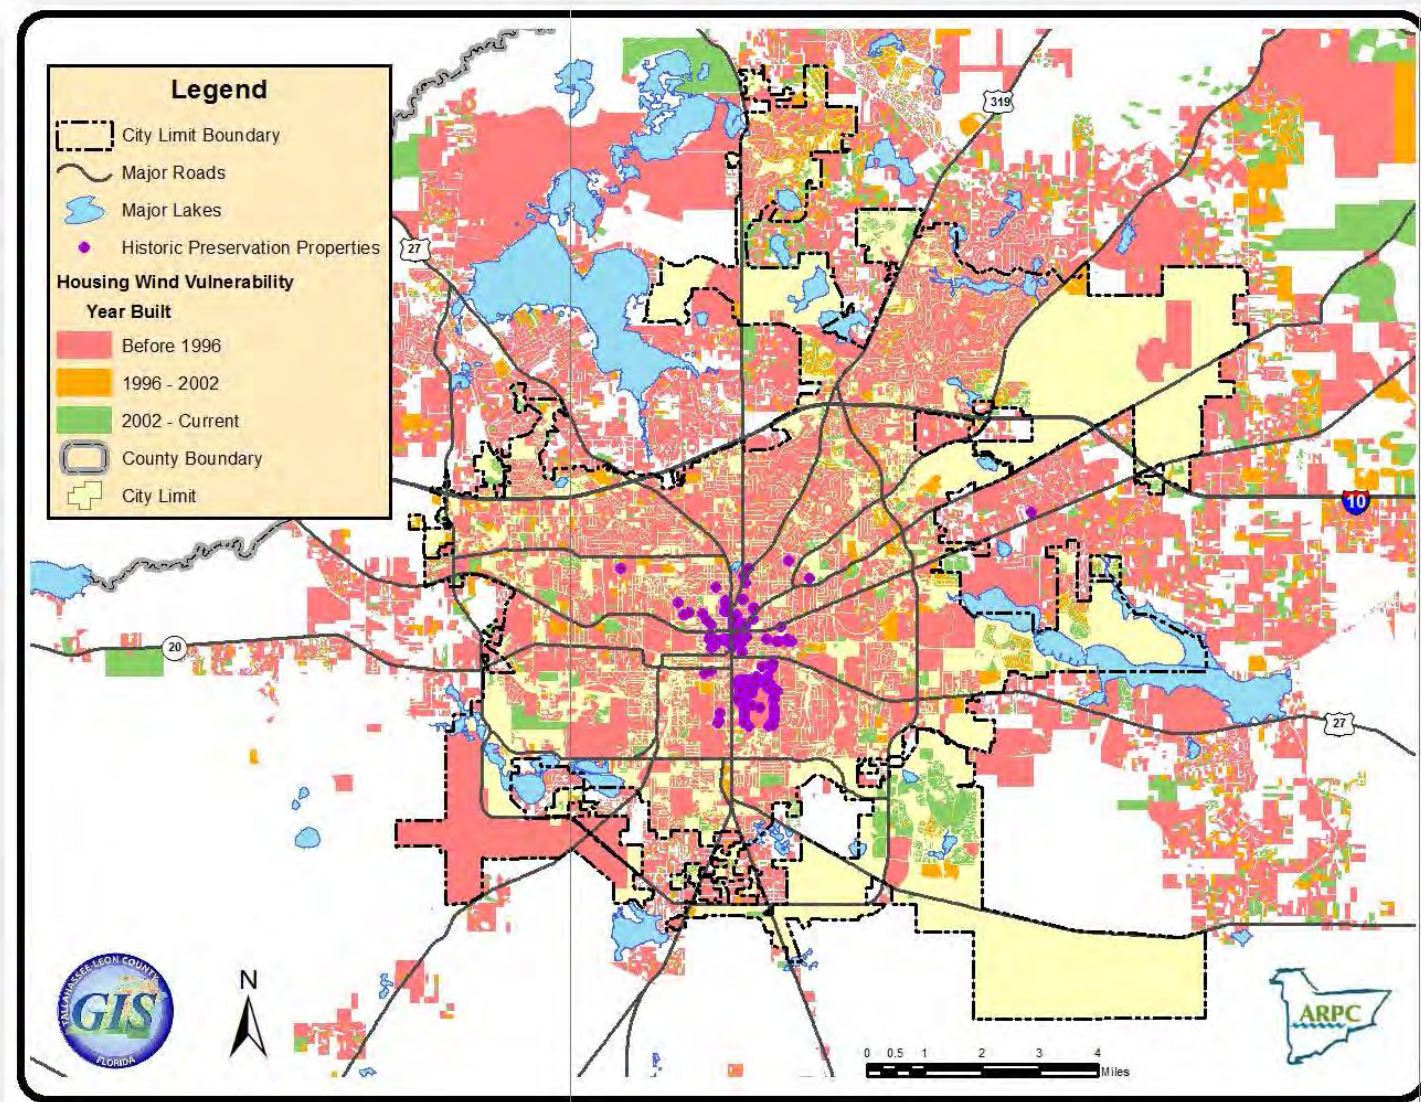 Legend
City Limit Boundary
Major Roads
Major Lakes
Historic Preservation Properties
Housing Wind Vulnerability
Year Built
Before 1996
1996 - 2002
2002 - Current
County Boundary
City Limit
319
27
10
20
27
TALLAHASSEE-LEON COUNTY
GIS
FLORIDA
N
ARPC
0 0.5 1 2 3 4
Miles